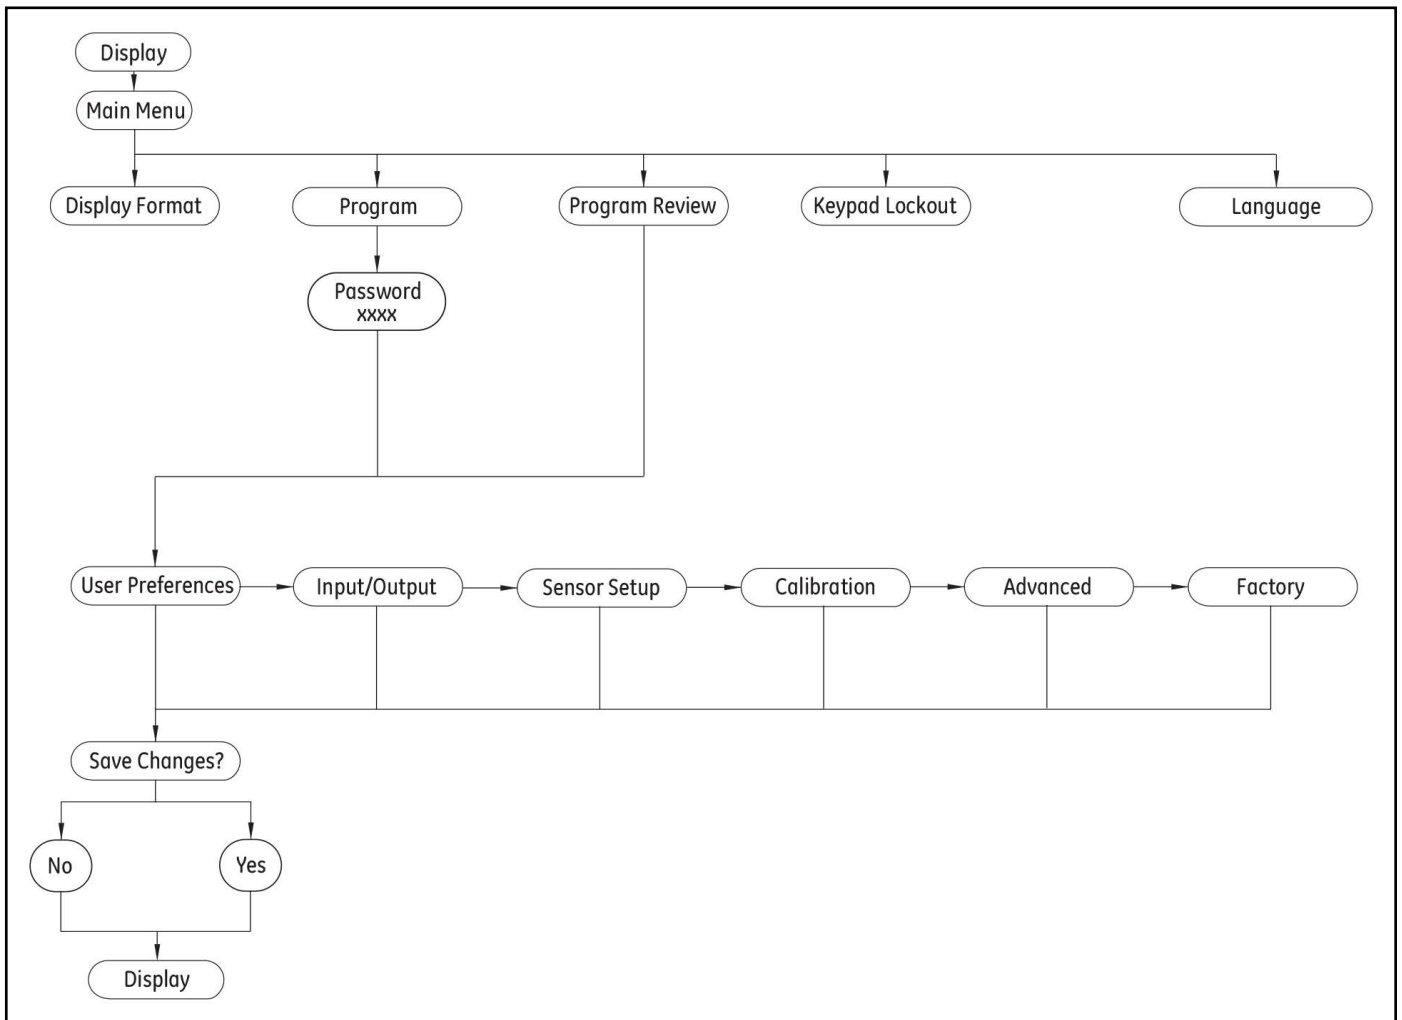 Display
Main Menu
Display Format
Program
Program Review
Keypad Lockout
Language
Password
xxxx
User Preferences
Input/Output
Sensor Setup
Calibration
Advanced
Factory
Save Changes?
No
Yes
Display